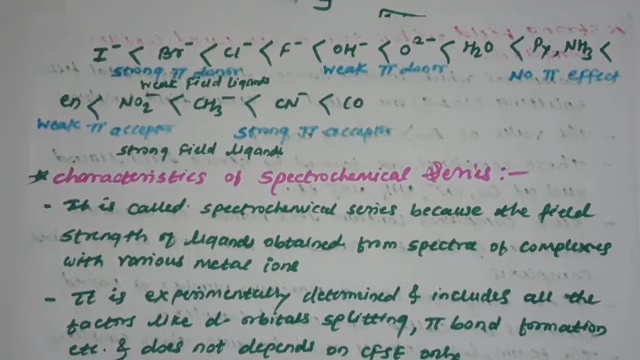 I⁻ < Br⁻ < Cl⁻ < F⁻ < OH⁻ < O²⁻ < H₂O < Py, NH₃ <
strong π donor weak π donor No π effect
weak field ligands
en < NO₂⁻ < CH₃⁻ < CN⁻ < CO
weak π acceptor strong π acceptor
strong field ligands
* characteristics of spectrochemical series:-
- It is called spectrochemical series because the field
strength of ligands obtained from spectra of complexes
with various metal ions
- It is experimentally determined & includes all the
factors like d-orbitals splitting, π bond formation
etc. & does not depends on CFSE only